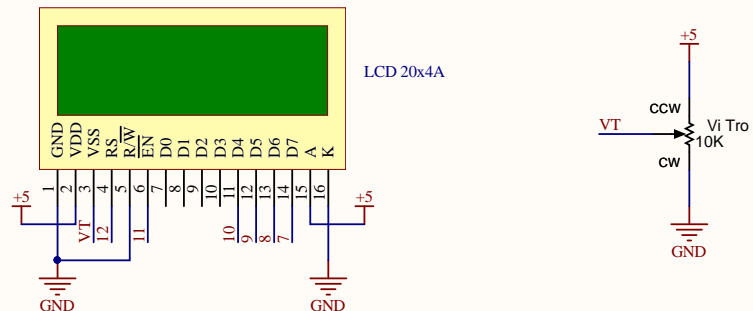 LCD 20x4A
GND
VDD
VSS
RS
R/W
EN
D0
D1
D2
D3
D4
D5
D6
D7
A
K
1
2
3
4
5
6
7
8
9
10
11
12
13
14
15
16
+5
VT
12
11
10
9
8
7
+5
GND
GND
+5
CCW
VT
Vi Tro
10K
CW
GND